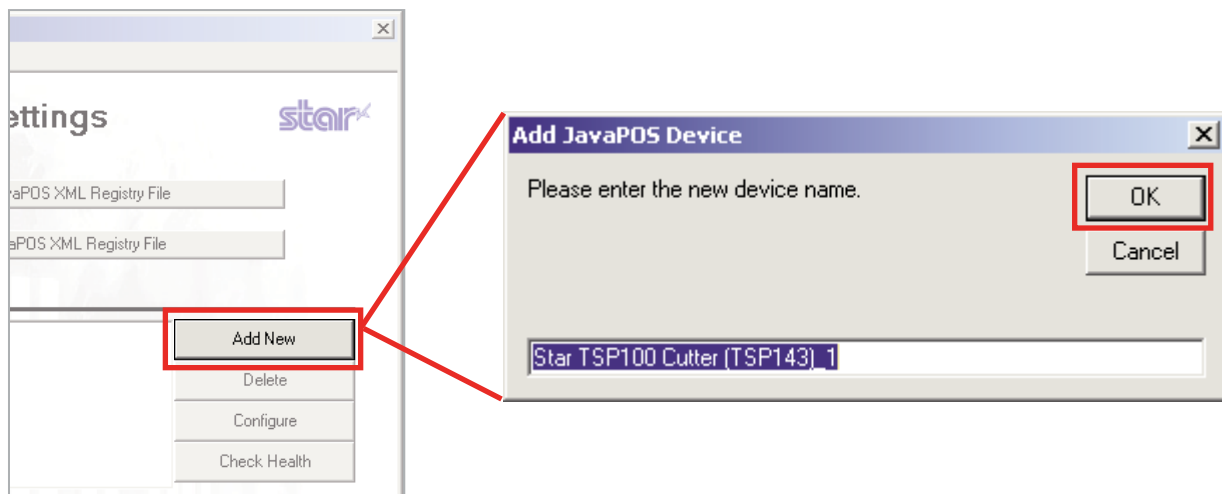 ettings
star
vaPOS XML Registry File
aPOS XML Registry File
Add New
Delete
Configure
Check Health
Add JavaPOS Device
Please enter the new device name.
OK
Cancel
Star TSP100 Cutter (TSP143)_1